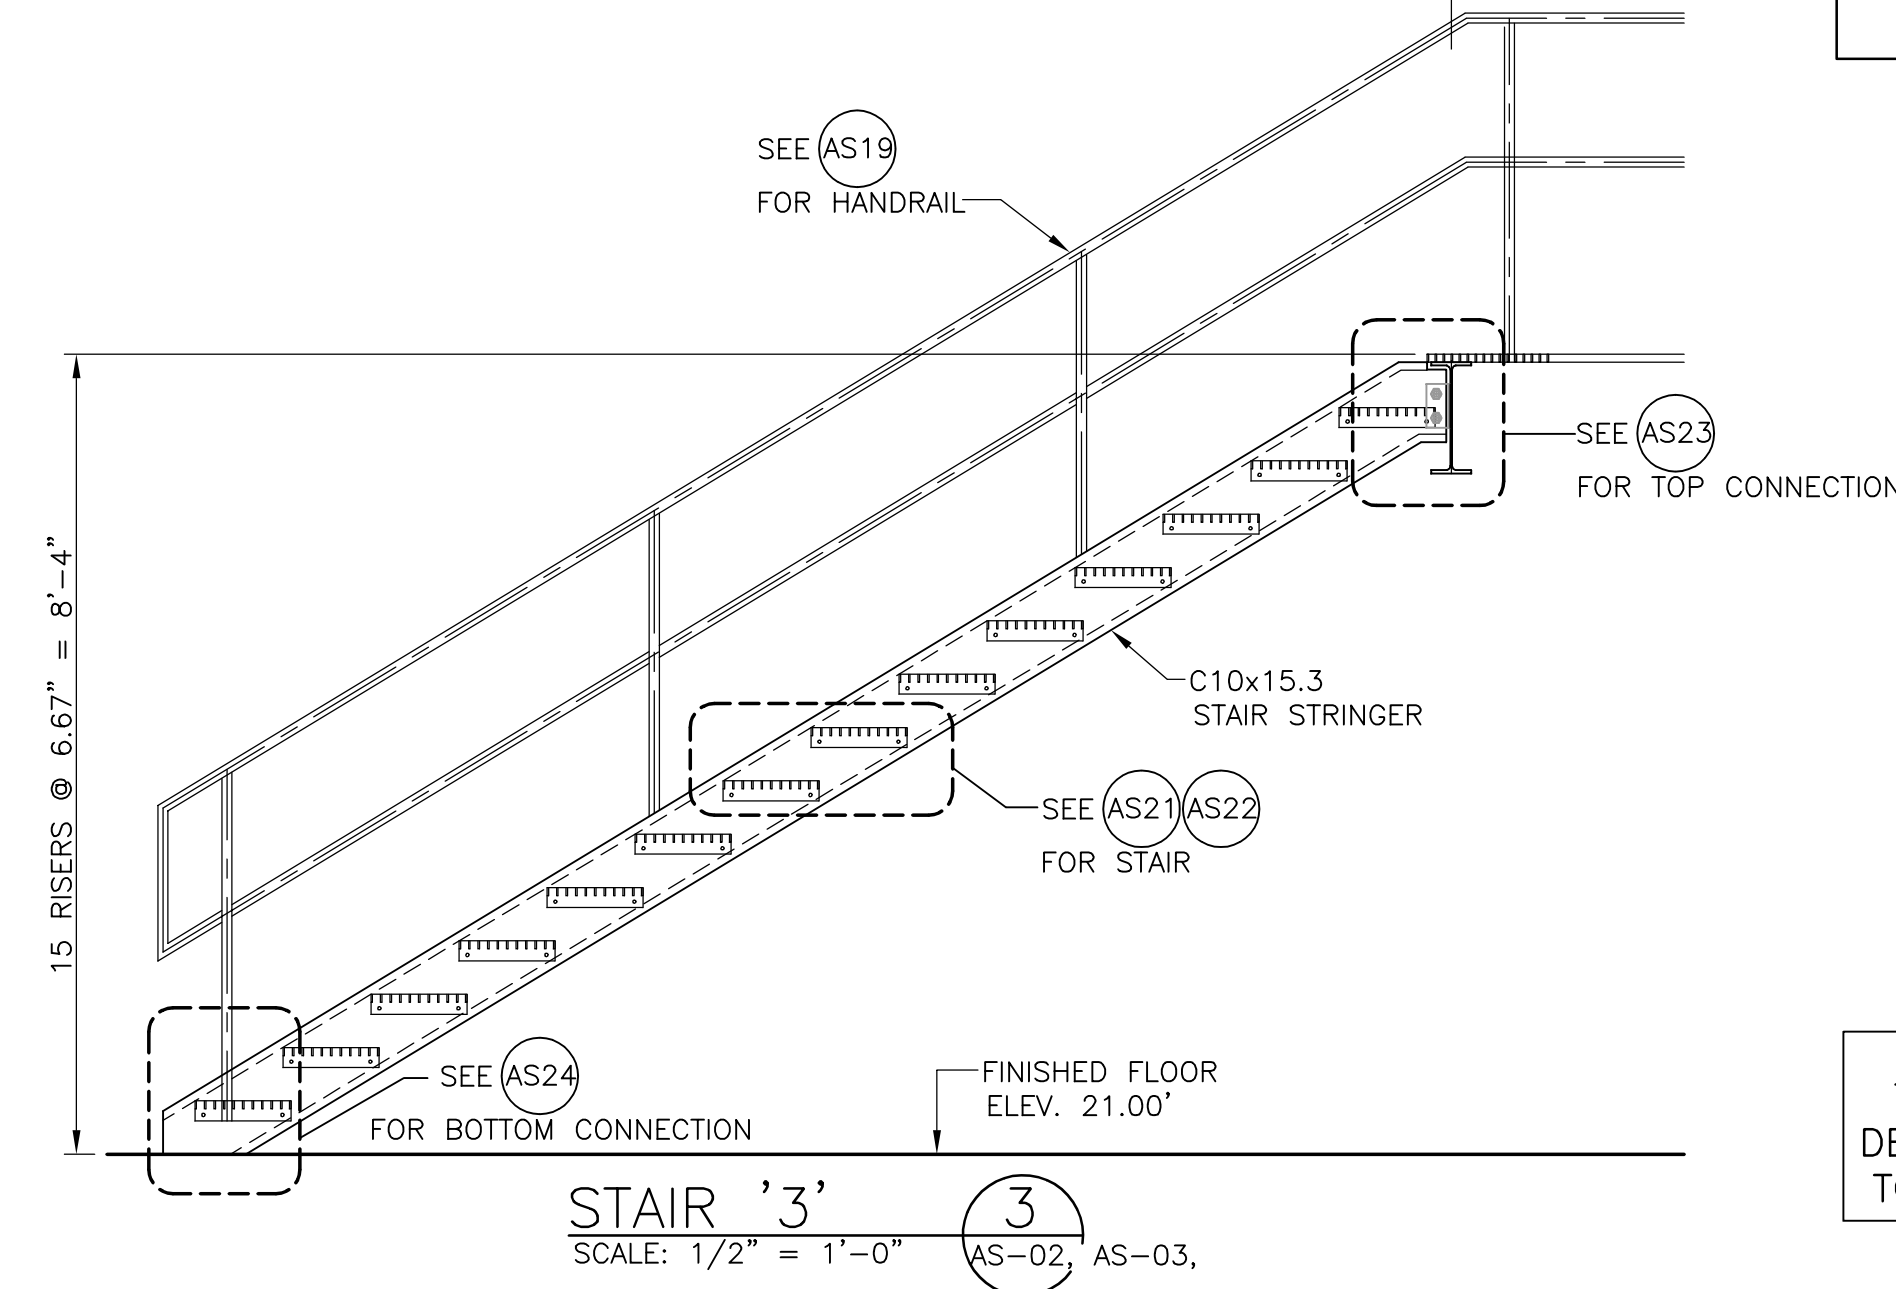 SEE AS19
FOR HANDRAIL
SEE AS23
FOR TOP CONNECTION
15 RISERS @ 6.67” = 8’-4”
C10x15.3
STAIR STRINGER
SEE AS21 AS22
FOR STAIR
SEE AS24
FOR BOTTOM CONNECTION
FINISHED FLOOR
ELEV. 21.00’
STAIR ’3’
3
SCALE: 1/2” = 1’-0”
AS-02, AS-03,